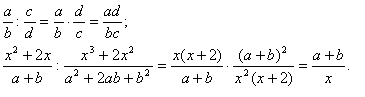 a/b : c/d = a/b · d/c = ad/bc;
(x² + 2x)/(a + b) : (x³ + 2x²)/(a² + 2ab + b²) = x(x + 2)/(a + b) · (a + b)²/(x²(x + 2)) = (a + b)/x.